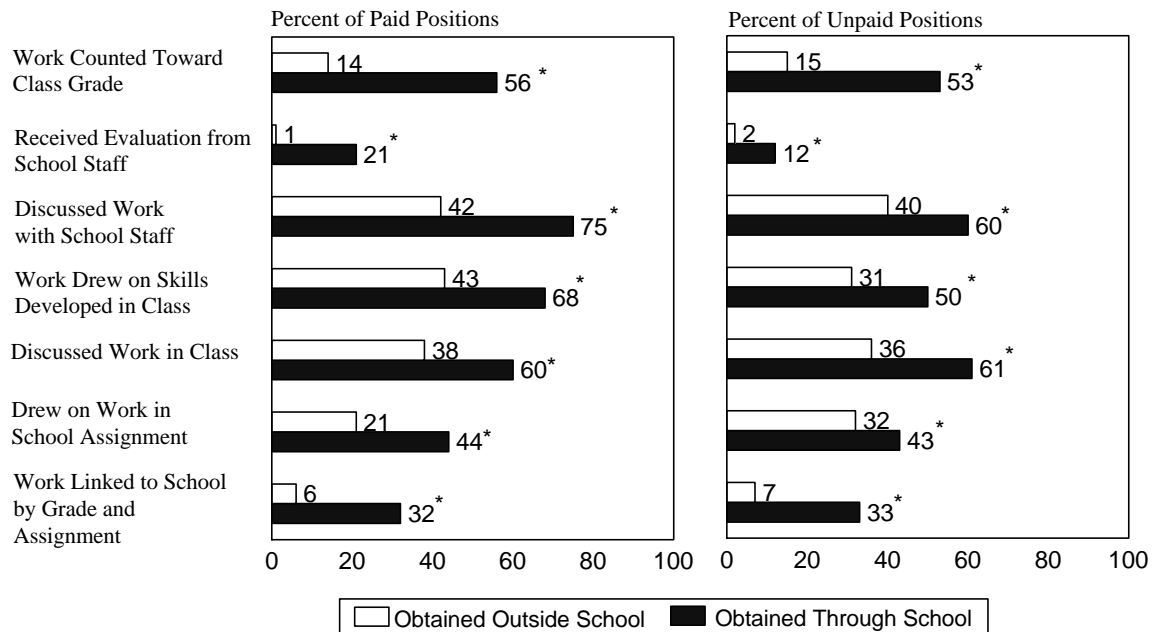 Percent of Paid Positions
Percent of Unpaid Positions
Work Counted Toward
Class Grade
14
56 *
15
53 *
Received Evaluation from
School Staff
1
21 *
2
12 *
Discussed Work
with School Staff
42
75 *
40
60 *
Work Drew on Skills
Developed in Class
43
68 *
31
50 *
Discussed Work in Class
38
60 *
36
61 *
Drew on Work in
School Assignment
21
44 *
32
43 *
Work Linked to School
by Grade and
Assignment
6
32 *
7
33 *
0 20 40 60 80 100
0 20 40 60 80 100
Obtained Outside School Obtained Through School